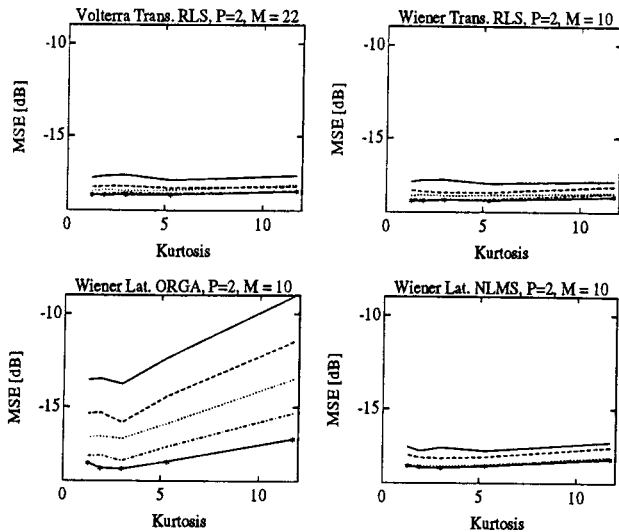 Volterra Trans. RLS, P=2, M = 22
-10
-15
MSE [dB]
0
5
10
Kurtosis
Wiener Trans. RLS, P=2, M = 10
-10
-15
MSE [dB]
0
5
10
Kurtosis
Wiener Lat. ORGA, P=2, M = 10
-10
-15
MSE [dB]
0
5
10
Kurtosis
Wiener Lat. NLMS, P=2, M = 10
-10
-15
MSE [dB]
0
5
10
Kurtosis